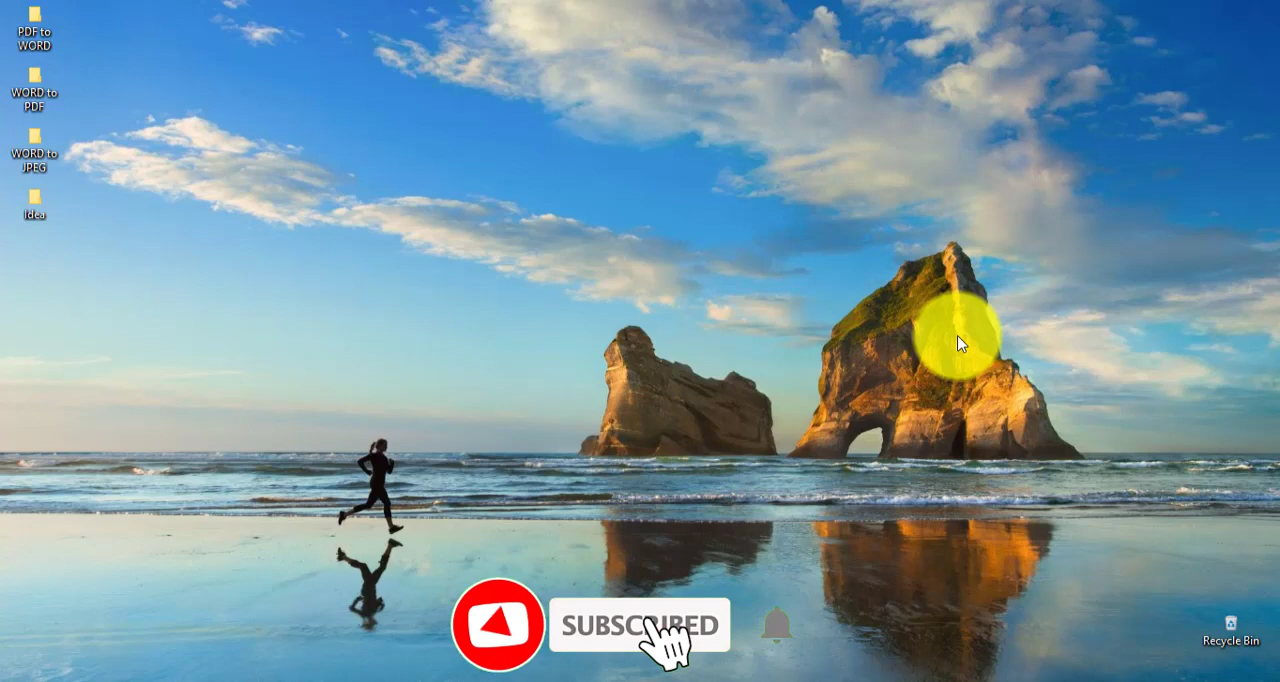 PDF to
WORD
WORD to
PDF
WORD to
JPEG
Idea
SUBSCRIBED
Recycle Bin